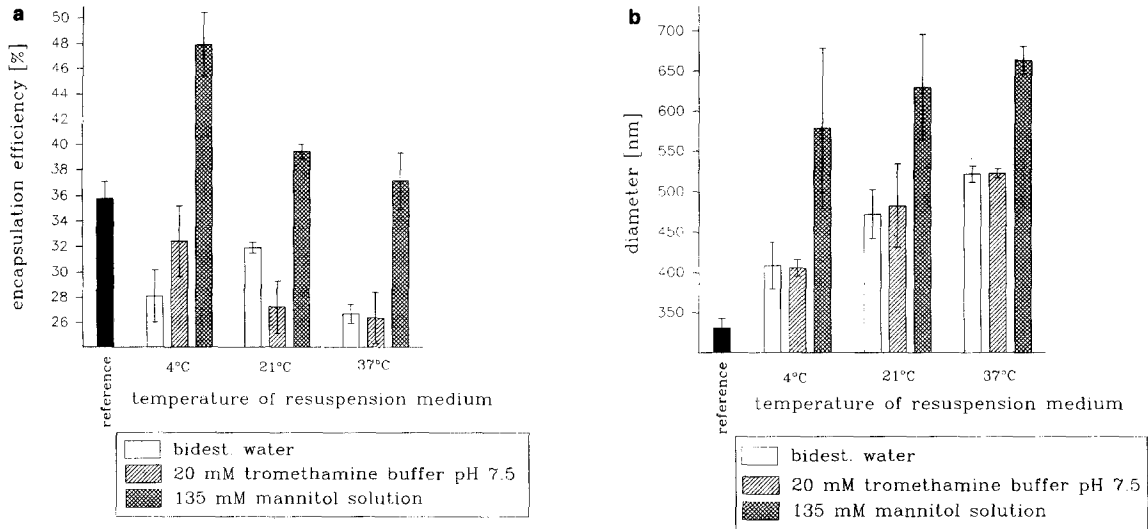 a
encapsulation efficiency [%]
50
48
46
44
42
40
38
36
34
32
30
28
26
reference
4°C
21°C
37°C
temperature of resuspension medium
bidest. water
20 mM tromethamine buffer pH 7.5
135 mM mannitol solution
b
diameter [nm]
700
650
600
550
500
450
400
350
reference
4°C
21°C
37°C
temperature of resuspension medium
bidest. water
20 mM tromethamine buffer pH 7.5
135 mM mannitol solution